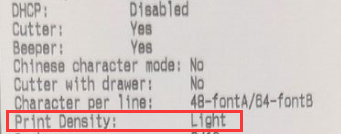 DHCP: Disabled
Cutter: Yes
Beeper: Yes
Chinese character mode: No
Cutter with drawer: No
Character per line: 48-fontA/64-fontB
Print Density: Light